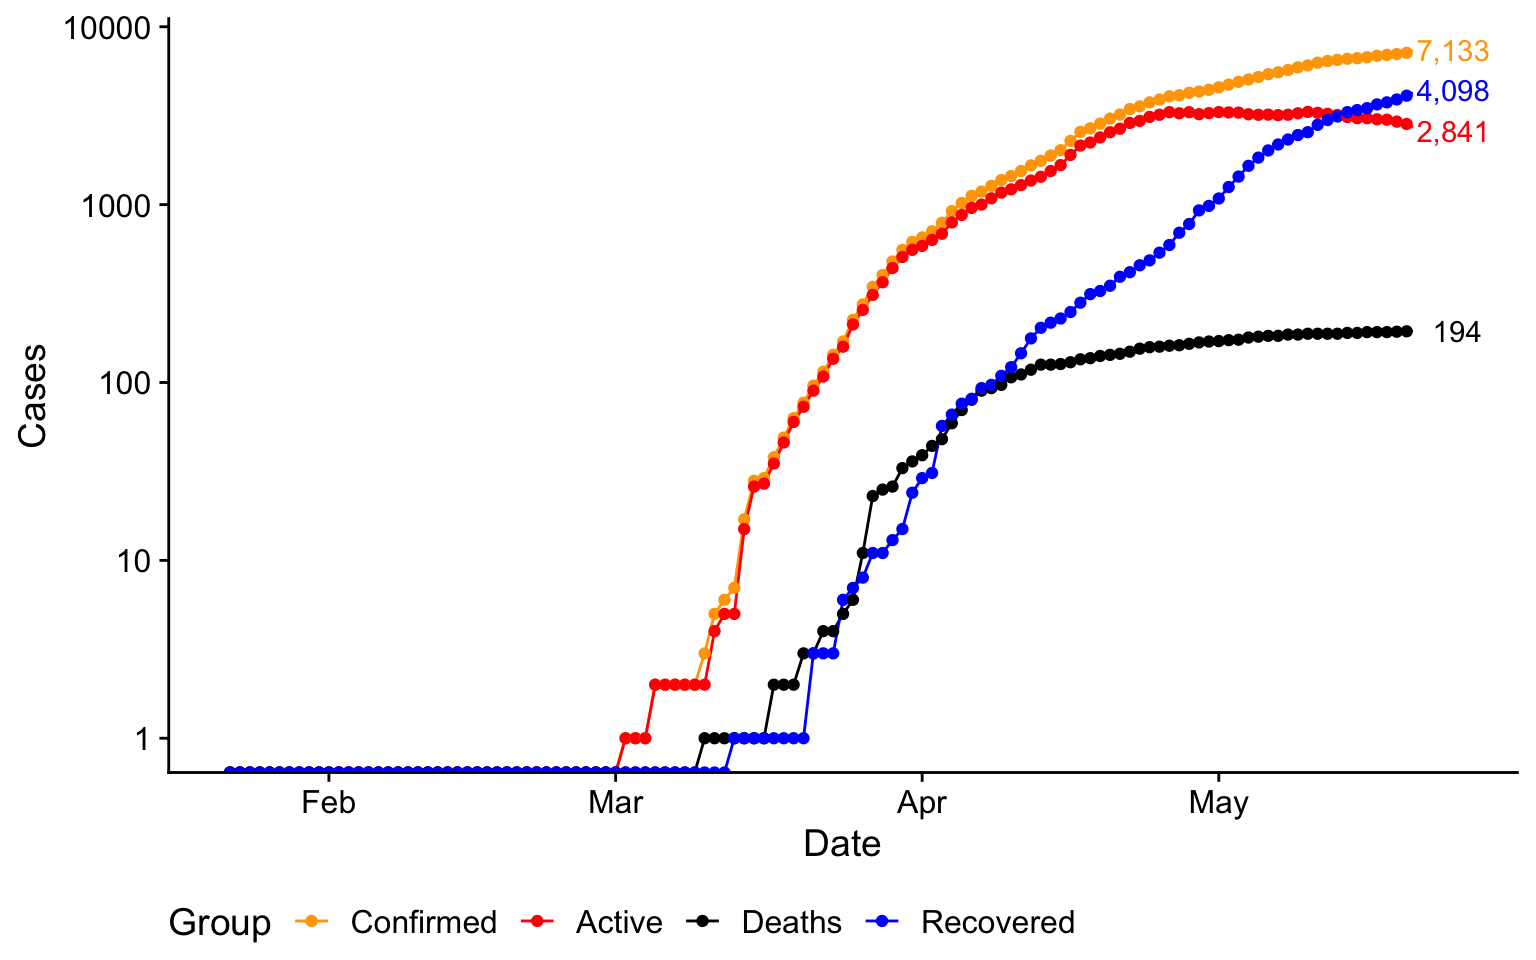 10000
1000
100
10
1
Cases
7,133
4,098
2,841
194
Feb Mar Apr May
Date
Group Confirmed Active Deaths Recovered